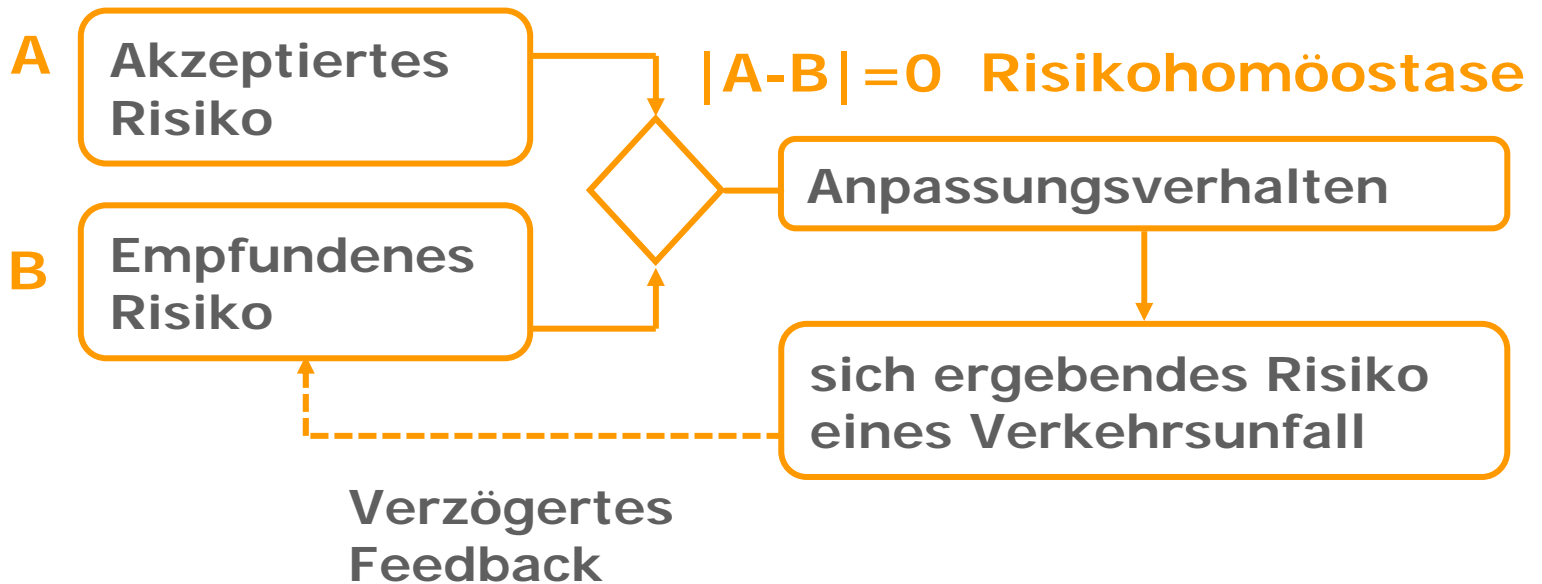 A
Akzeptiertes
Risiko
|A-B|=0 Risikohomöostase
Anpassungsverhalten
B
Empfundenes
Risiko
sich ergebendes Risiko
eines Verkehrsunfall
Verzögertes
Feedback